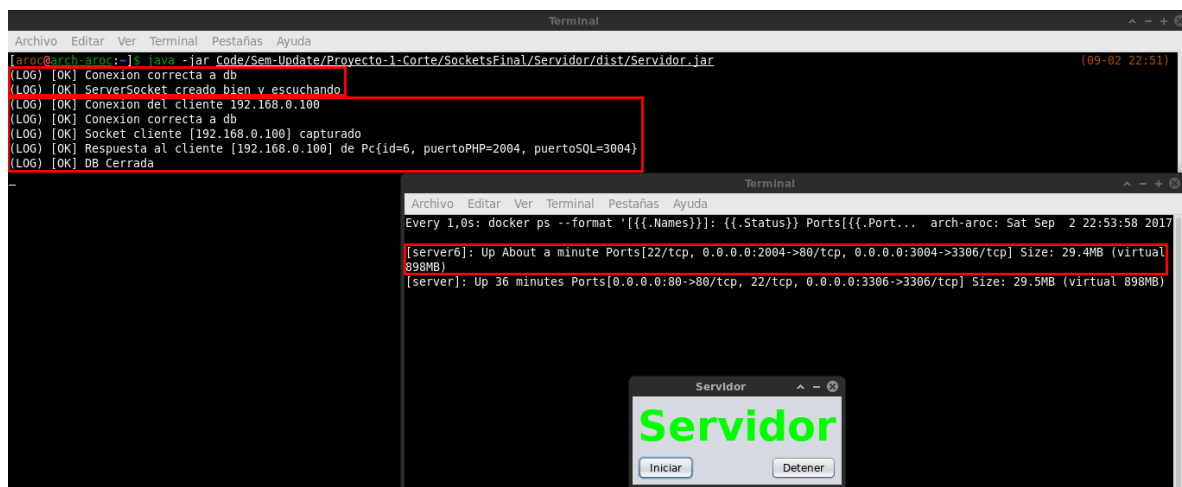 Terminal
Archivo Editar Ver Terminal Pestañas Ayuda
[aroc@arch-aroc:~]$ java -jar Code/Sem-Update/Proyecto-1-Corte/SocketsFinal/Servidor/dist/Servidor.jar (09-02 22:51)
(LOG) [OK] Conexion correcta a db
(LOG) [OK] ServerSocket creado bien y escuchando
(LOG) [OK] Conexion del cliente 192.168.0.100
(LOG) [OK] Conexion correcta a db
(LOG) [OK] Socket cliente [192.168.0.100] capturado
(LOG) [OK] Respuesta al cliente [192.168.0.100] de Pc{id=6, puertoPHP=2004, puertoSQL=3004}
(LOG) [OK] DB Cerrada
Terminal
Archivo Editar Ver Terminal Pestañas Ayuda
Every 1,0s: docker ps --format '[{{.Names}}]: {{.Status}} Ports[{{.Port... arch-aroc: Sat Sep 2 22:53:58 2017
[server6]: Up About a minute Ports[22/tcp, 0.0.0.0:2004->80/tcp, 0.0.0.0:3004->3306/tcp] Size: 29.4MB (virtual
898MB)
[server]: Up 36 minutes Ports[0.0.0.0:80->80/tcp, 22/tcp, 0.0.0.0:3306->3306/tcp] Size: 29.5MB (virtual 898MB)
Servidor
Servidor
Iniciar Detener